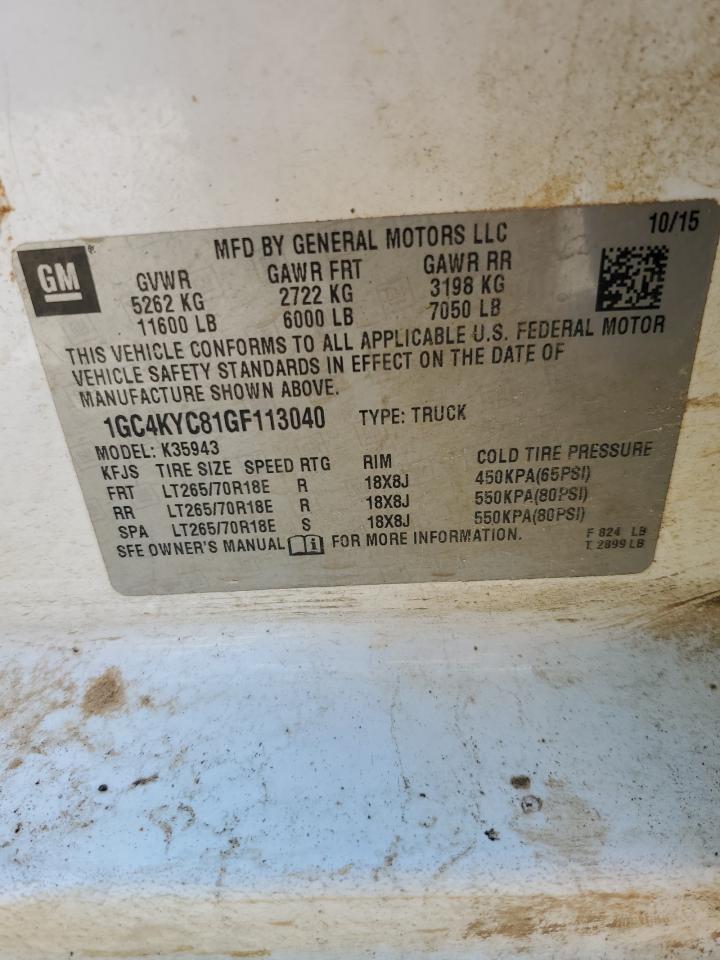 GM ®
MFD BY GENERAL MOTORS LLC
10/15
GVWR GAWR FRT GAWR RR
5262 KG 2722 KG 3198 KG
11600 LB 6000 LB 7050 LB
THIS VEHICLE CONFORMS TO ALL APPLICABLE U.S. FEDERAL MOTOR
VEHICLE SAFETY STANDARDS IN EFFECT ON THE DATE OF
MANUFACTURE SHOWN ABOVE.
1GC4KYC81GF113040 TYPE: TRUCK
MODEL: K35943
KFJS TIRE SIZE SPEED RTG RIM COLD TIRE PRESSURE
FRT LT265/70R18E R 18X8J 450KPA(65PSI)
RR LT265/70R18E R 18X8J 550KPA(80PSI)
SPA LT265/70R18E S 18X8J 550KPA(80PSI)
SEE OWNER'S MANUAL i FOR MORE INFORMATION.
F 824 LB
T 2899 LB